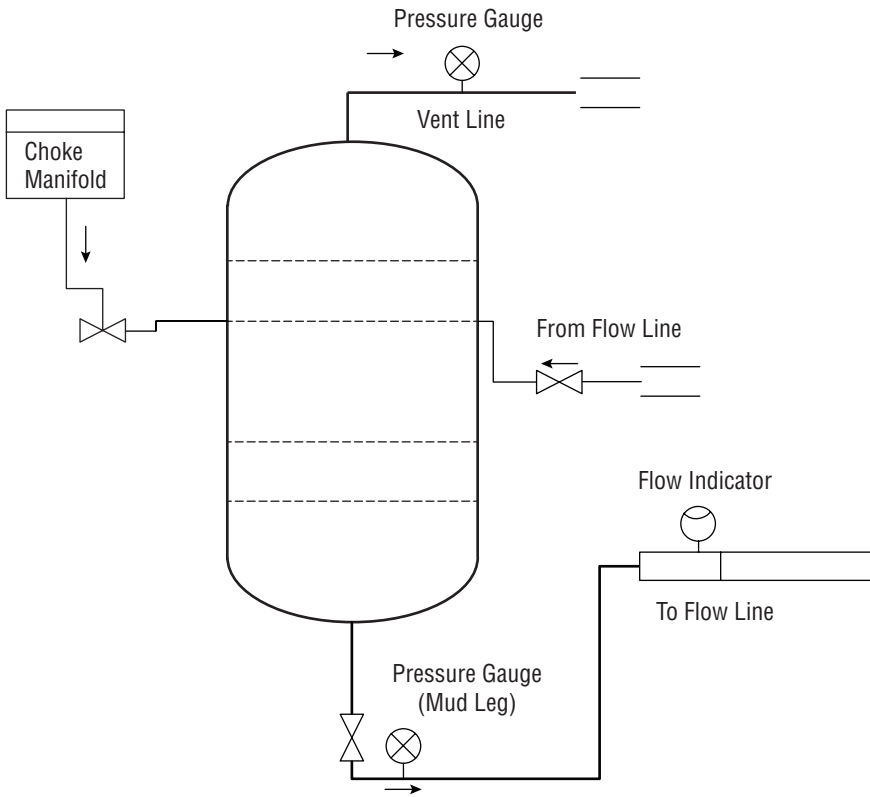 Pressure Gauge
Vent Line
Choke
Manifold
From Flow Line
Flow Indicator
To Flow Line
Pressure Gauge
(Mud Leg)